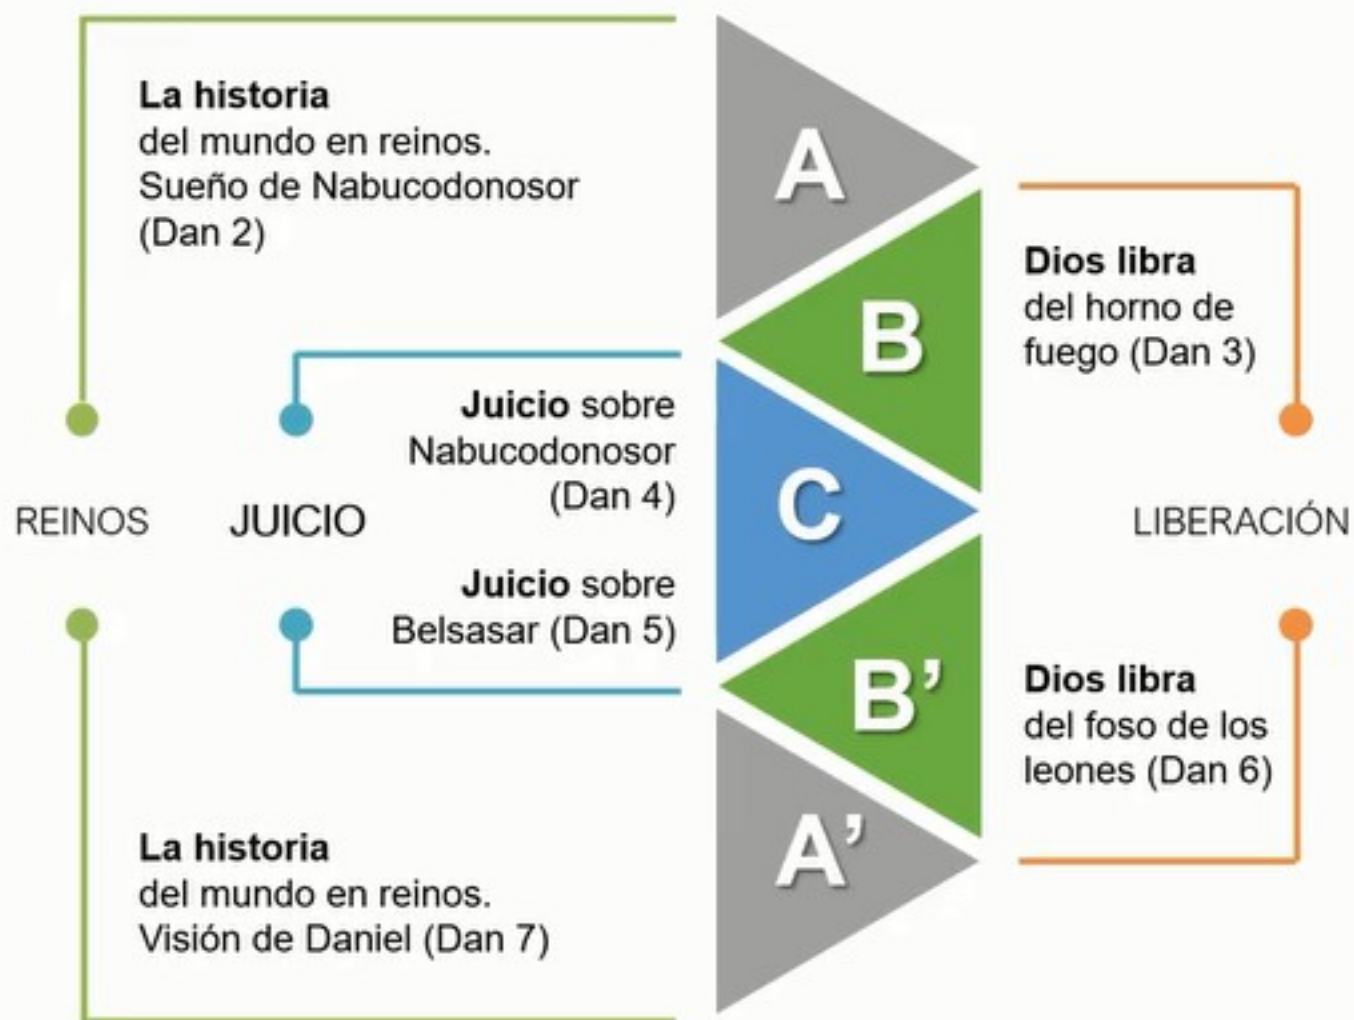 La historia
del mundo en reinos.
Sueño de Nabucodonosor
(Dan 2)
A
Dios libra
del horno de
fuego (Dan 3)
B
Juicio sobre
Nabucodonosor
(Dan 4)
C
REINOS
JUICIO
LIBERACIÓN
Juicio sobre
Belsasar (Dan 5)
B’
Dios libra
del foso de los
leones (Dan 6)
A’
La historia
del mundo en reinos.
Visión de Daniel (Dan 7)